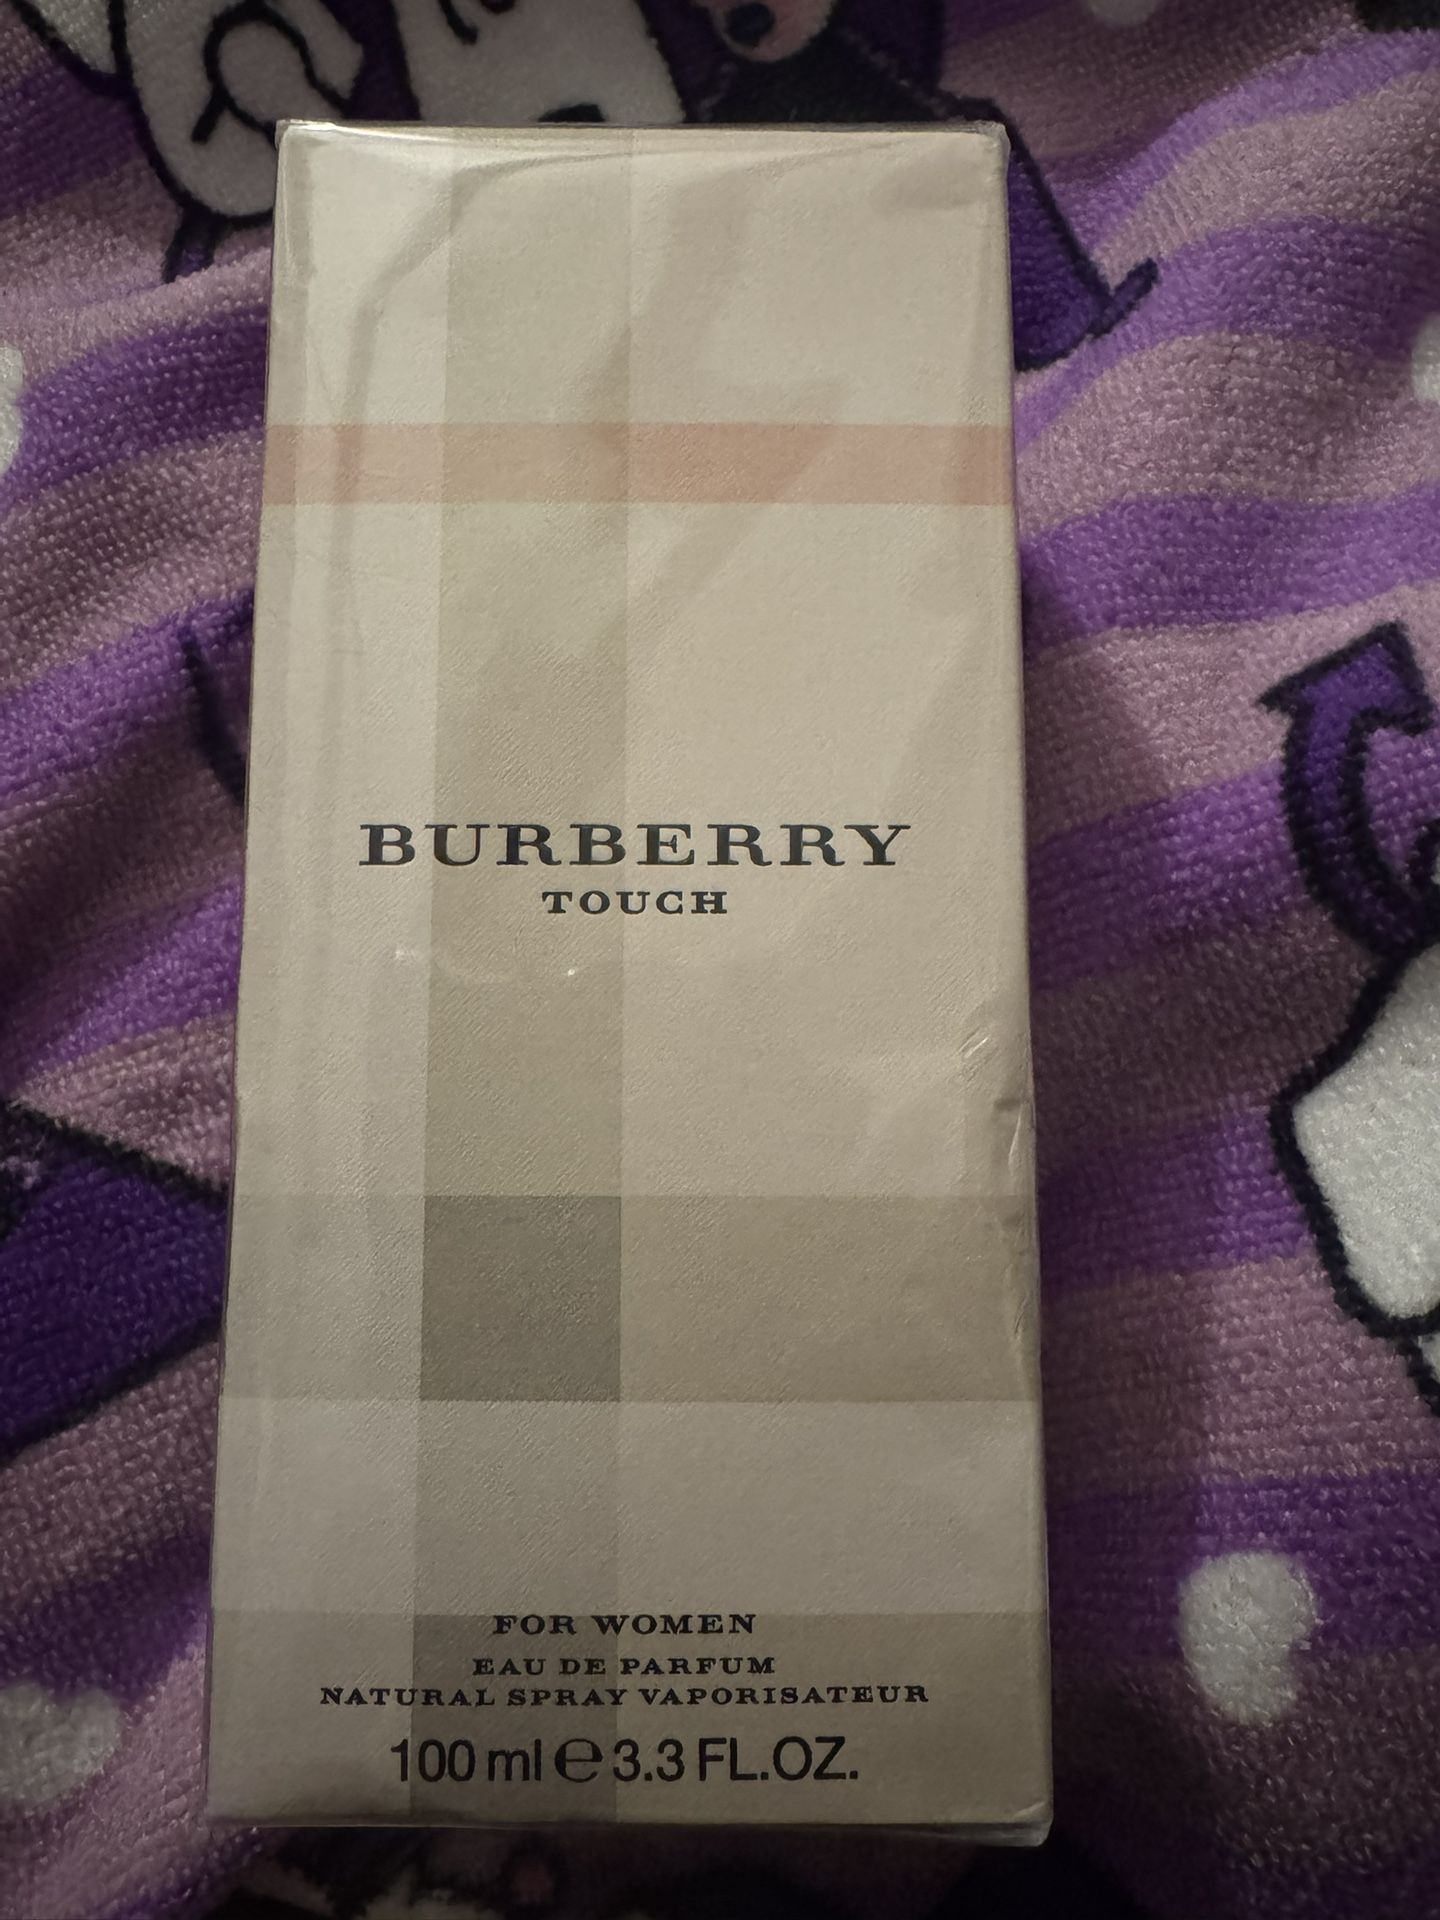 BURBERRY
TOUCH
FOR WOMEN
EAU DE PARFUM
NATURAL SPRAY VAPORISATEUR
100 ml ℮ 3.3 FL.OZ.